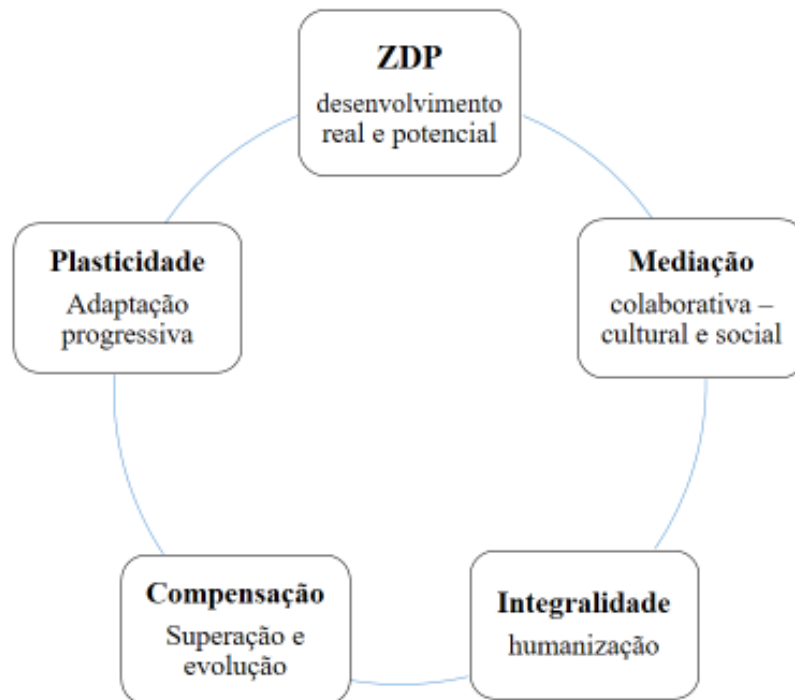 ZDP
desenvolvimento
real e potencial
Mediação
colaborativa –
cultural e social
Integralidade
humanização
Compensação
Superação e
evolução
Plasticidade
Adaptação
progressiva